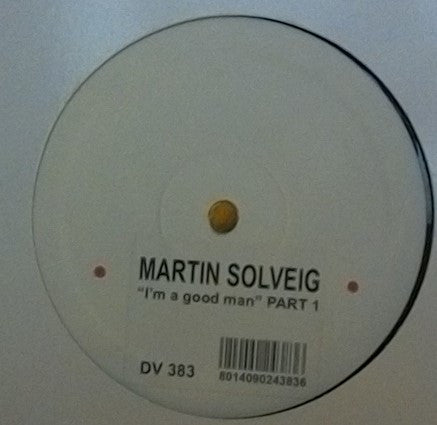 MARTIN SOLVEIG
"I'm a good man" PART 1
DV 383
8014090243836